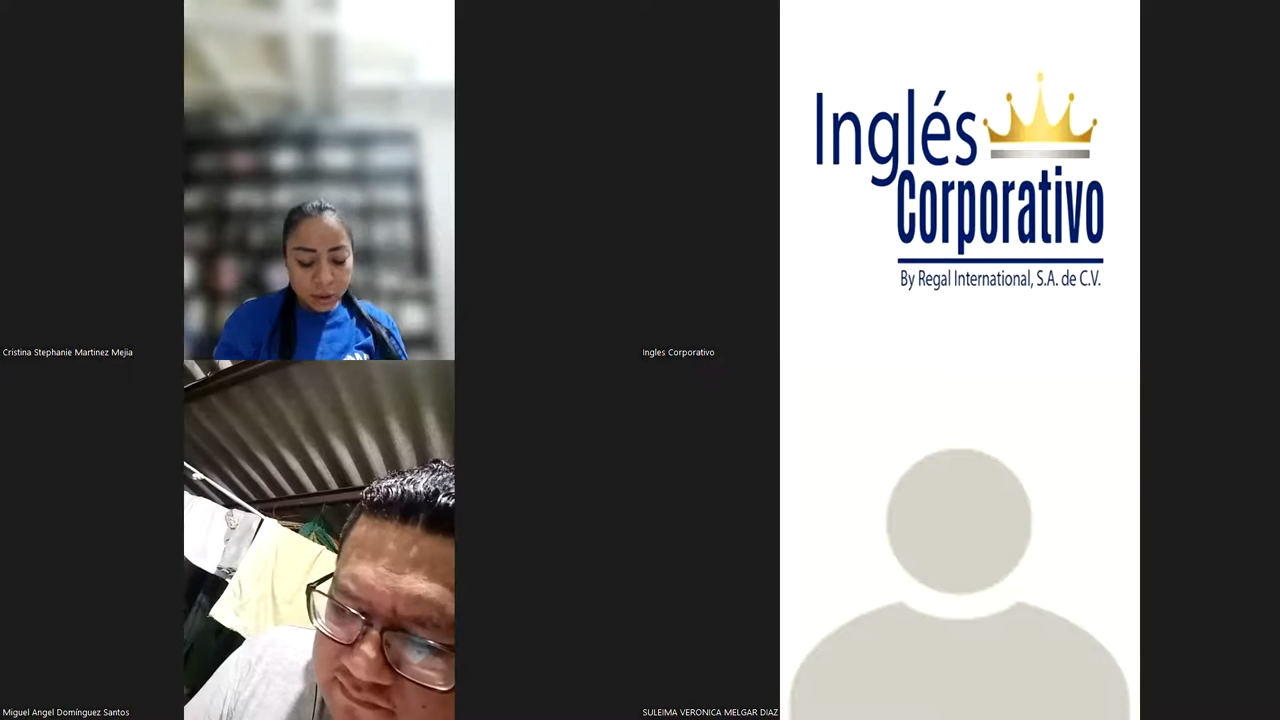 Inglés
Corporativo
By Regal International, S.A. de C.V.
Cristina Stephanie Martinez Mejia
Ingles Corporativo
Miguel Angel Domínguez Santos
SULEIMA VERONICA MELGAR DIAZ